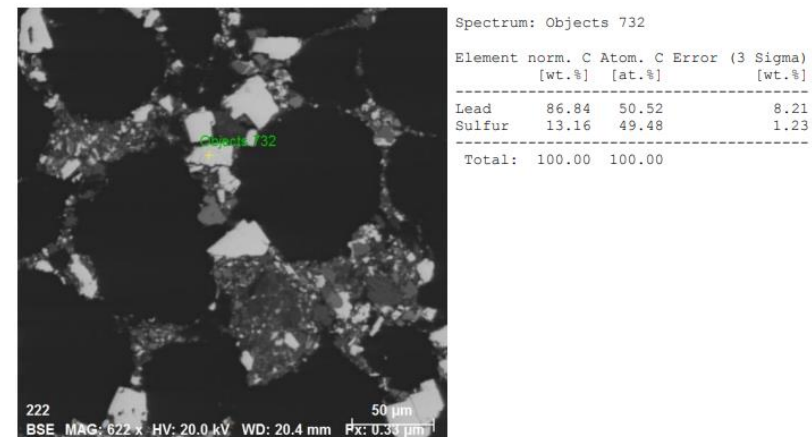 Spectrum: Objects 732
Element norm. C Atom. C Error (3 Sigma)
[wt.%] [at.%] [wt.%]
Lead 86.84 50.52 8.21
Sulfur 13.16 49.48 1.23
Total: 100.00 100.00
Objects 732
222
50 µm
BSE MAG: 622 x HV: 20.0 kV WD: 20.4 mm Px: 0.33 µm